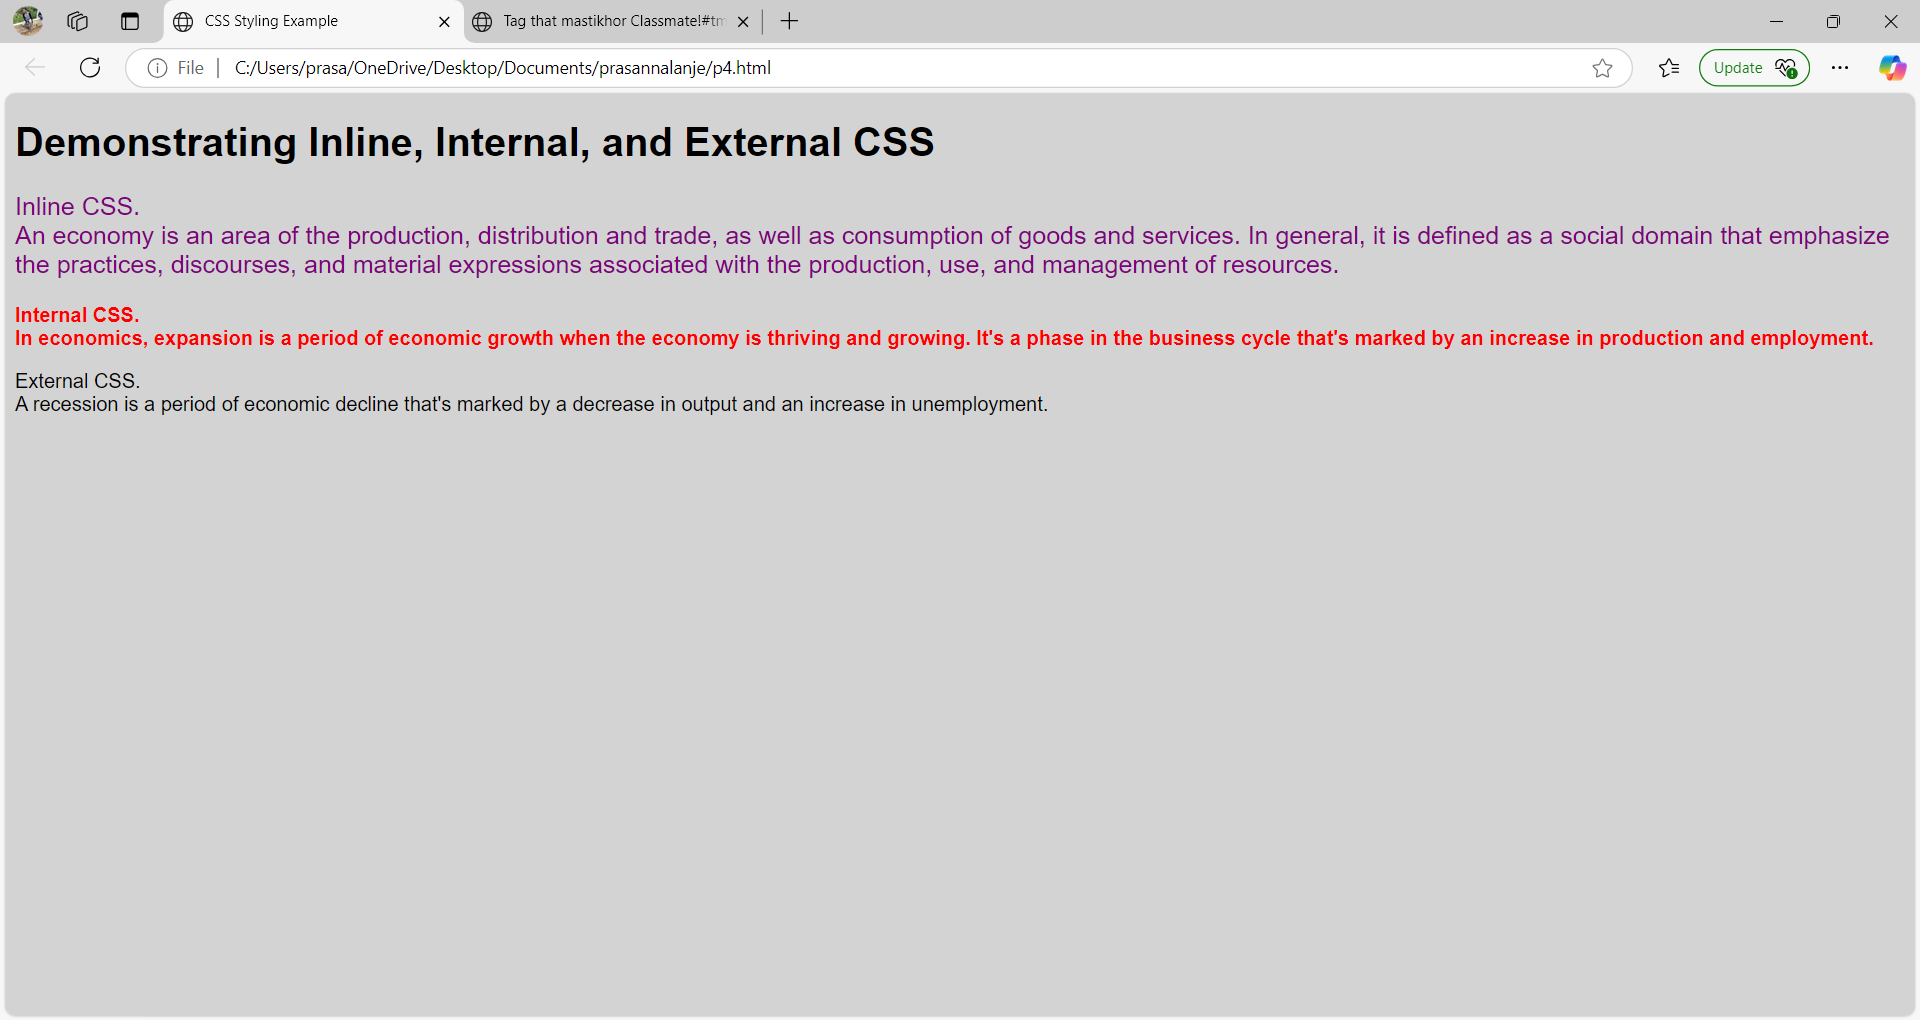 CSS Styling Example
Tag that mastikhor Classmate!#tm
File
C:/Users/prasa/OneDrive/Desktop/Documents/prasannalanje/p4.html
Update
Demonstrating Inline, Internal, and External CSS
Inline CSS.
An economy is an area of the production, distribution and trade, as well as consumption of goods and services. In general, it is defined as a social domain that emphasize
the practices, discourses, and material expressions associated with the production, use, and management of resources.
Internal CSS.
In economics, expansion is a period of economic growth when the economy is thriving and growing. It's a phase in the business cycle that's marked by an increase in production and employment.
External CSS.
A recession is a period of economic decline that's marked by a decrease in output and an increase in unemployment.